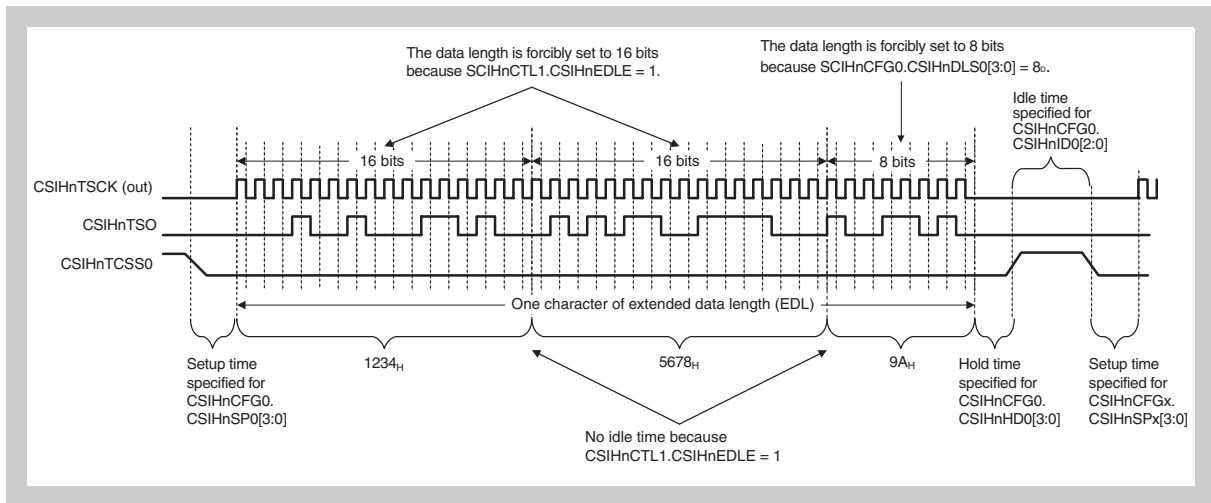 The data length is forcibly set to 16 bits
because SCIHnCTL1.CSIHnEDLE = 1.
The data length is forcibly set to 8 bits
because SCIHnCFG0.CSIHnDLS0[3:0] = 8D.
Idle time
specified for
CSIHnCFG0.
CSIHnID0[2:0]
16 bits
16 bits
8 bits
CSIHnTSCK (out)
CSIHnTSO
CSIHnTCSS0
One character of extended data length (EDL)
Setup time
specified for
CSIHnCFG0.
CSIHnSP0[3:0]
1234H
5678H
9AH
Hold time
specified for
CSIHnCFG0.
CSIHnHD0[3:0]
Setup time
specified for
CSIHnCFGx.
CSIHnSPx[3:0]
No idle time because
CSIHnCTL1.CSIHnEDLE = 1